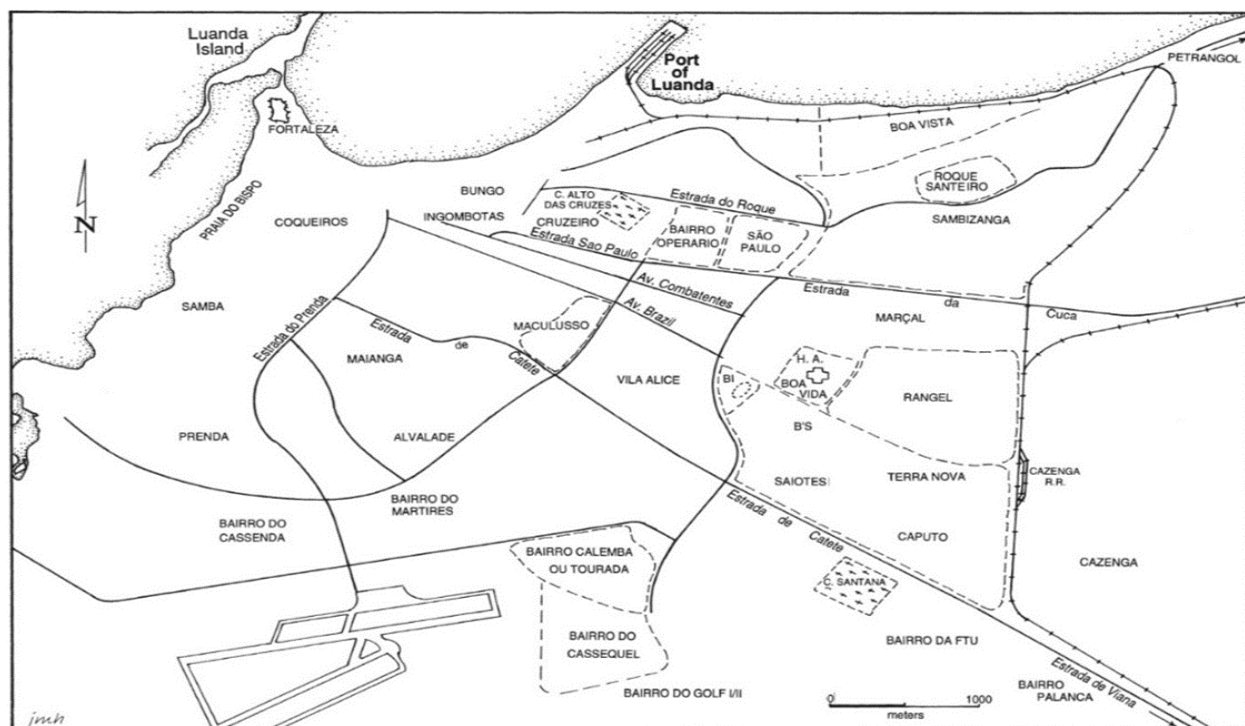 Luanda
Island
Port
of
Luanda
PETRANGOL
FORTALEZA
BOA VISTA
ROQUE
SANTEIRO
PRAIA DO BISPO
BUNGO
C. ALTO
DAS CRUZES
Estrada do Roque
N
COQUEIROS
INGOMBOTAS
CRUZEIRO
BAIRRO
OPERARIO
SÃO
PAULO
SAMBIZANGA
Estrada Sao Paulo
Av. Combatentes
Estrada da Cuca
SAMBA
Estrada do Prenda
Av. Brazil
MARÇAL
Estrada de Catete
MACULUSSO
MAIANGA
H. A.
BOA
VIDA
BI
VILA ALICE
RANGEL
PRENDA
ALVALADE
B'S
SAIOTES
TERRA NOVA
CAZENGA
R.R.
BAIRRO DO
MARTIRES
BAIRRO DO
CASSENDA
Estrada de Catete
CAPUTO
BAIRRO CALEMBA
OU TOURADA
CAZENGA
C. SANTANA
BAIRRO DO
CASSEQUEL
BAIRRO DA FTU
Estrada de Viana
BAIRRO
PALANCA
BAIRRO DO GOLF I/II
0 1000
meters
jmh